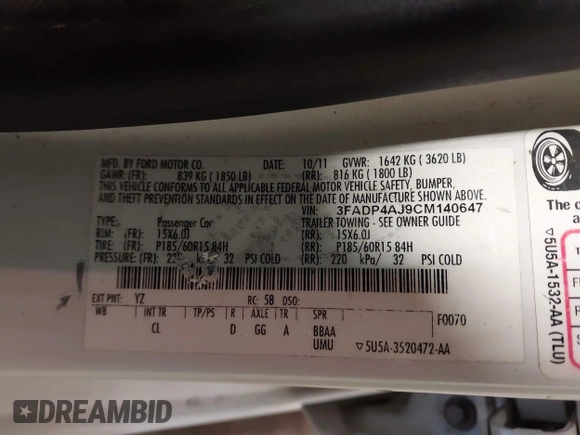 MFD. BY FORD MOTOR CO. DATE: 10/11 GVWR: 1642 KG ( 3620 LB)
GAWR: (FR): 839 KG ( 1850 LB) (RR): 816 KG ( 1800 LB)
THIS VEHICLE CONFORMS TO ALL APPLICABLE FEDERAL MOTOR VEHICLE SAFETY, BUMPER,
AND THEFT PREVENTION STANDARDS IN EFFECT ON THE DATE OF MANUFACTURE SHOWN ABOVE.
VIN: 3FADP4AJ9CM140647
TYPE: Passenger Car TRAILER TOWING - SEE OWNER GUIDE
RIM: (FR): 15X6.0J (RR): 15X6.0J
TIRE: (FR): P185/60R15 84H (RR): P185/60R15 84H
PRESSURE: (FR): kPa/ 32 PSI COLD (RR): 220 kPa/ 32 PSI COLD
EXT PNT: YZ RC: 58 DSO:
WB INT TR TP/PS R AXLE TR SPR F0070
CL D GG A BBAA
UMU ▽5U5A-3520472-AA
The c
a
▽5U5A-1532-AA (TLU)
DREAMBID